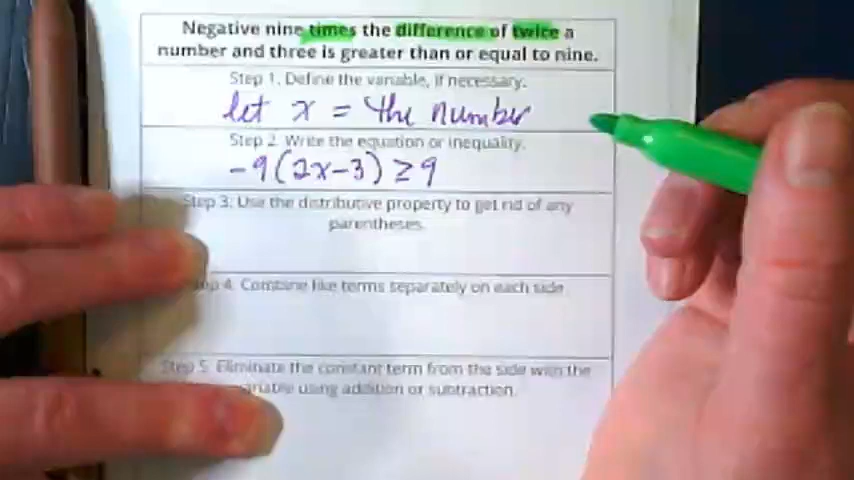 Negative nine times the difference of twice a
number and three is greater than or equal to nine.
Step 1. Define the variable, if necessary.
let x = the number
Step 2. Write the equation or inequality.
-9(2x-3) ≥ 9
Step 3: Use the distributive property to get rid of any
parentheses.
4. Combine like terms separately on each side.
Step 5. Eliminate the constant term from the side with the
using addition or subtraction.